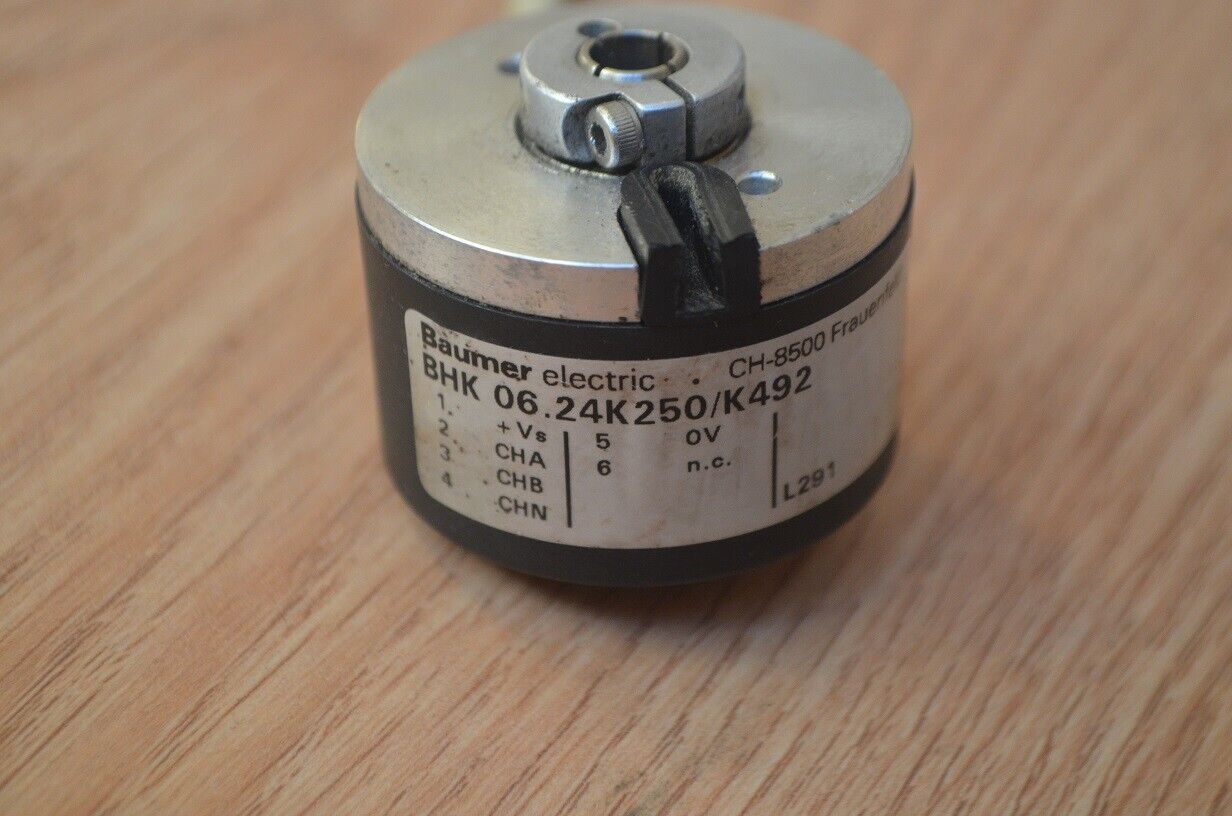 Baumer electric . CH-8500 Frauenfel
BHK 06.24K250/K492
1. +Vs 5 0V
2 CHA 6 n.c.
3 CHB
4 CHN L291